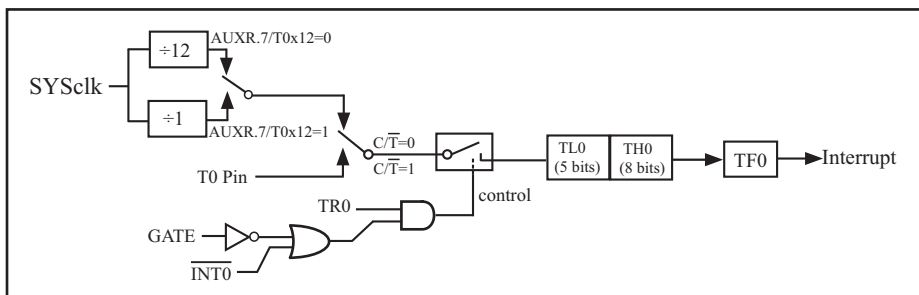 AUXR.7/T0x12=0
÷12
SYSclk
÷1
AUXR.7/T0x12=1
C/T̅=0
C/T̅=1
T0 Pin
TL0
(5 bits)
TH0
(8 bits)
TF0
Interrupt
control
TR0
GATE
I̅N̅T̅0̅